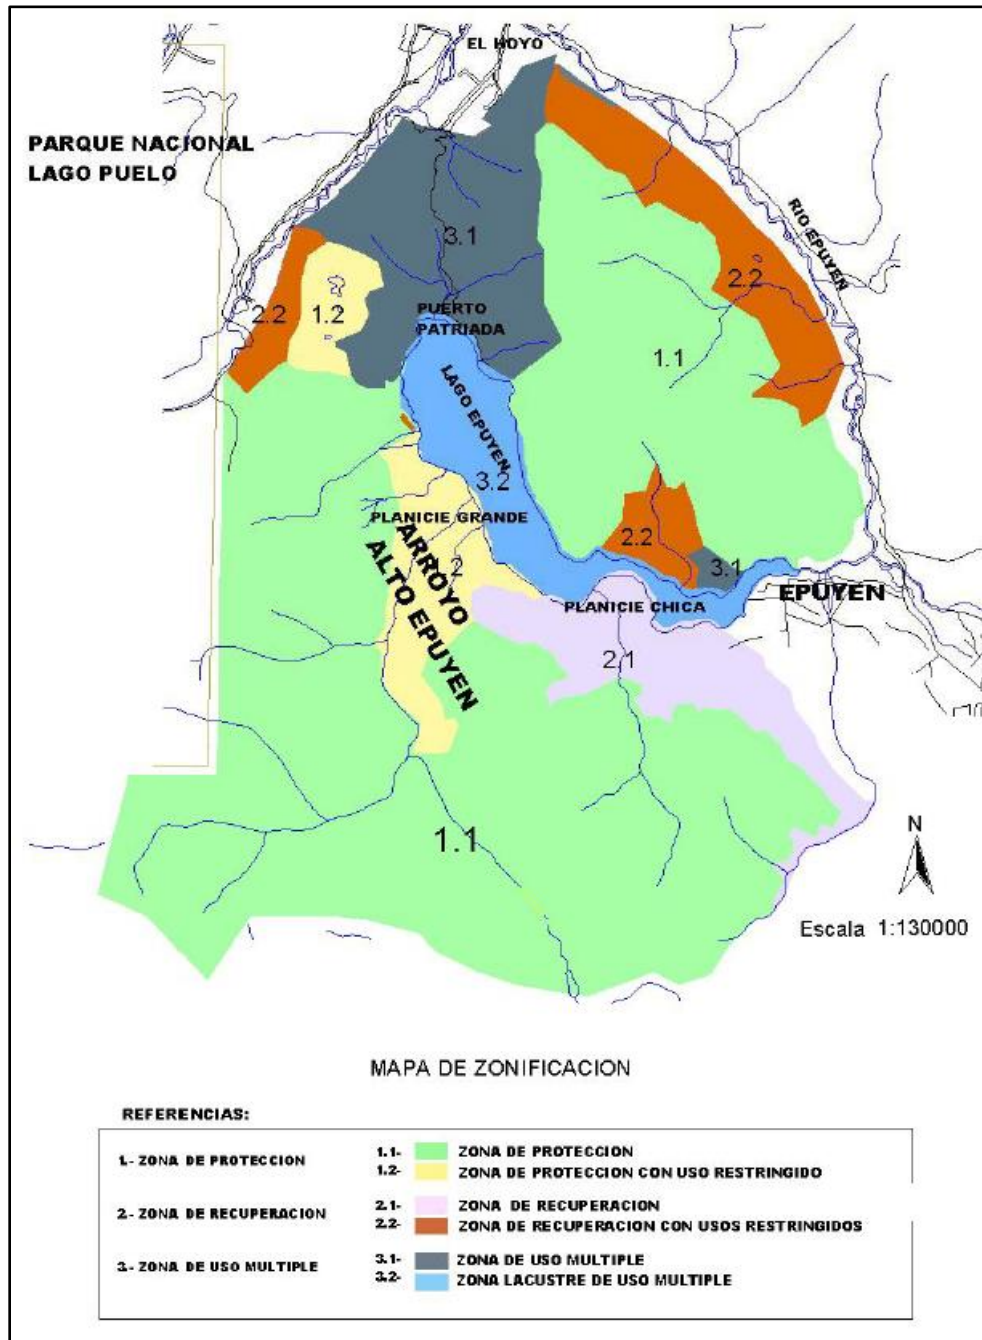 EL HOYO
PARQUE NACIONAL
LAGO PUELO
RIO EPUYEN
3.1
2.2
2.2
1.2
PUERTO
PATRIADA
1.1
LAGO EPUYEN
3.2
PLANICIE GRANDE
2.2
ARROYO
ALTO EPUYEN
3.1
EPUYEN
PLANICIE CHICA
2.1
1.1
N
Escala 1:130000
MAPA DE ZONIFICACION
REFERENCIAS:
1.- ZONA DE PROTECCION
1.1- ZONA DE PROTECCION
1.2- ZONA DE PROTECCION CON USO RESTRINGIDO
2.- ZONA DE RECUPERACION
2.1- ZONA DE RECUPERACION
2.2- ZONA DE RECUPERACION CON USOS RESTRINGIDOS
3.- ZONA DE USO MULTIPLE
3.1- ZONA DE USO MULTIPLE
3.2- ZONA LACUSTRE DE USO MULTIPLE